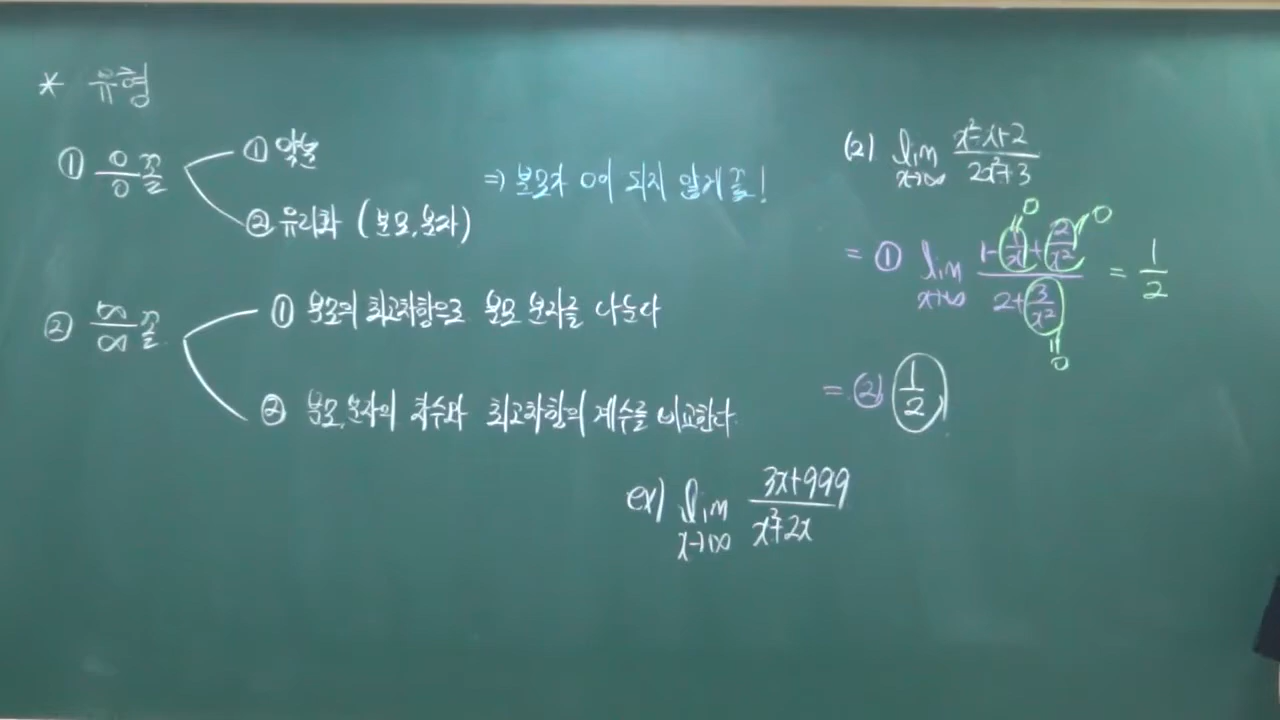 * 유형
① 0/0 꼴
① 약분
② 유리화 (분모, 분자)
⇒ 분모가 0이 되지 않게끔!
② ∞/∞ 꼴
① 분모의 최고차항으로 분모 분자를 나눈다
② 분모, 분자의 차수와 최고차항의 계수를 비교한다.
ex) lim x→∞ (3x+999)/(x²+2x)
(2) lim x→∞ (x²-x+2)/(2x²+3)
= ① lim x→∞ (1-1/x+2/x²)/(2+3/x²) = 1/2
0 0
0
= ② 1/2